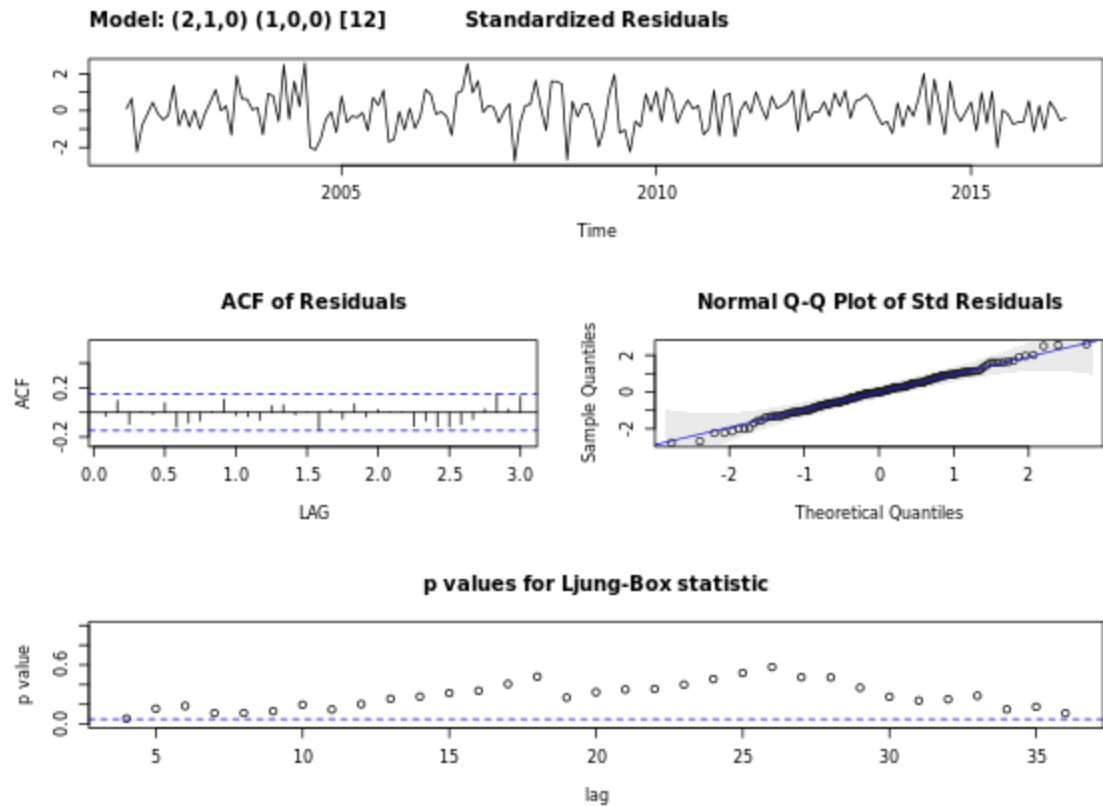 Model: (2,1,0) (1,0,0) [12] Standardized Residuals
2
0
-2
2005 2010 2015
Time
ACF of Residuals
ACF
0.2
-0.2
0.0 0.5 1.0 1.5 2.0 2.5 3.0
LAG
Normal Q-Q Plot of Std Residuals
Sample Quantiles
2
0
-2
-2 -1 0 1 2
Theoretical Quantiles
p values for Ljung-Box statistic
p value
0.6
0.0
5 10 15 20 25 30 35
lag